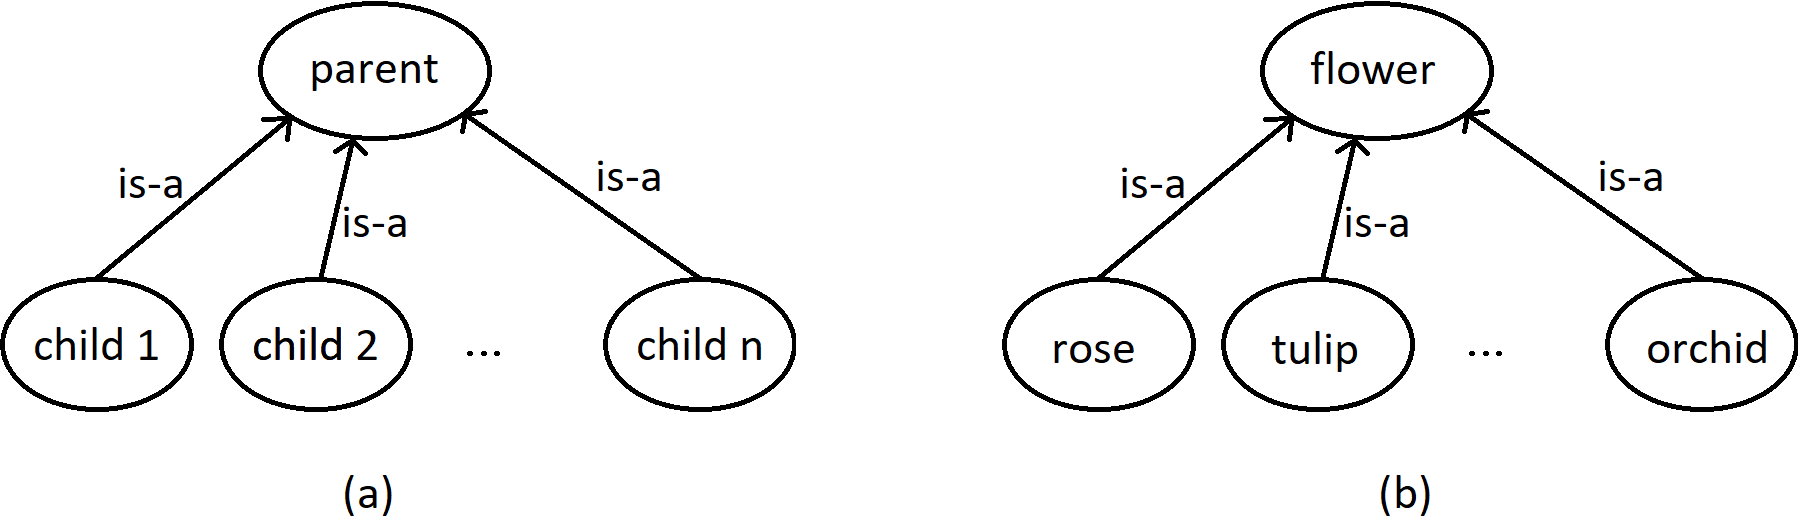 parent
is-a
is-a
is-a
child 1
child 2
...
child n
(a)
flower
is-a
is-a
is-a
rose
tulip
...
orchid
(b)